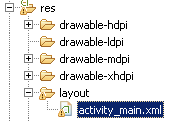 res
drawable-hdpi
drawable-ldpi
drawable-mdpi
drawable-xhdpi
layout
activity_main.xml